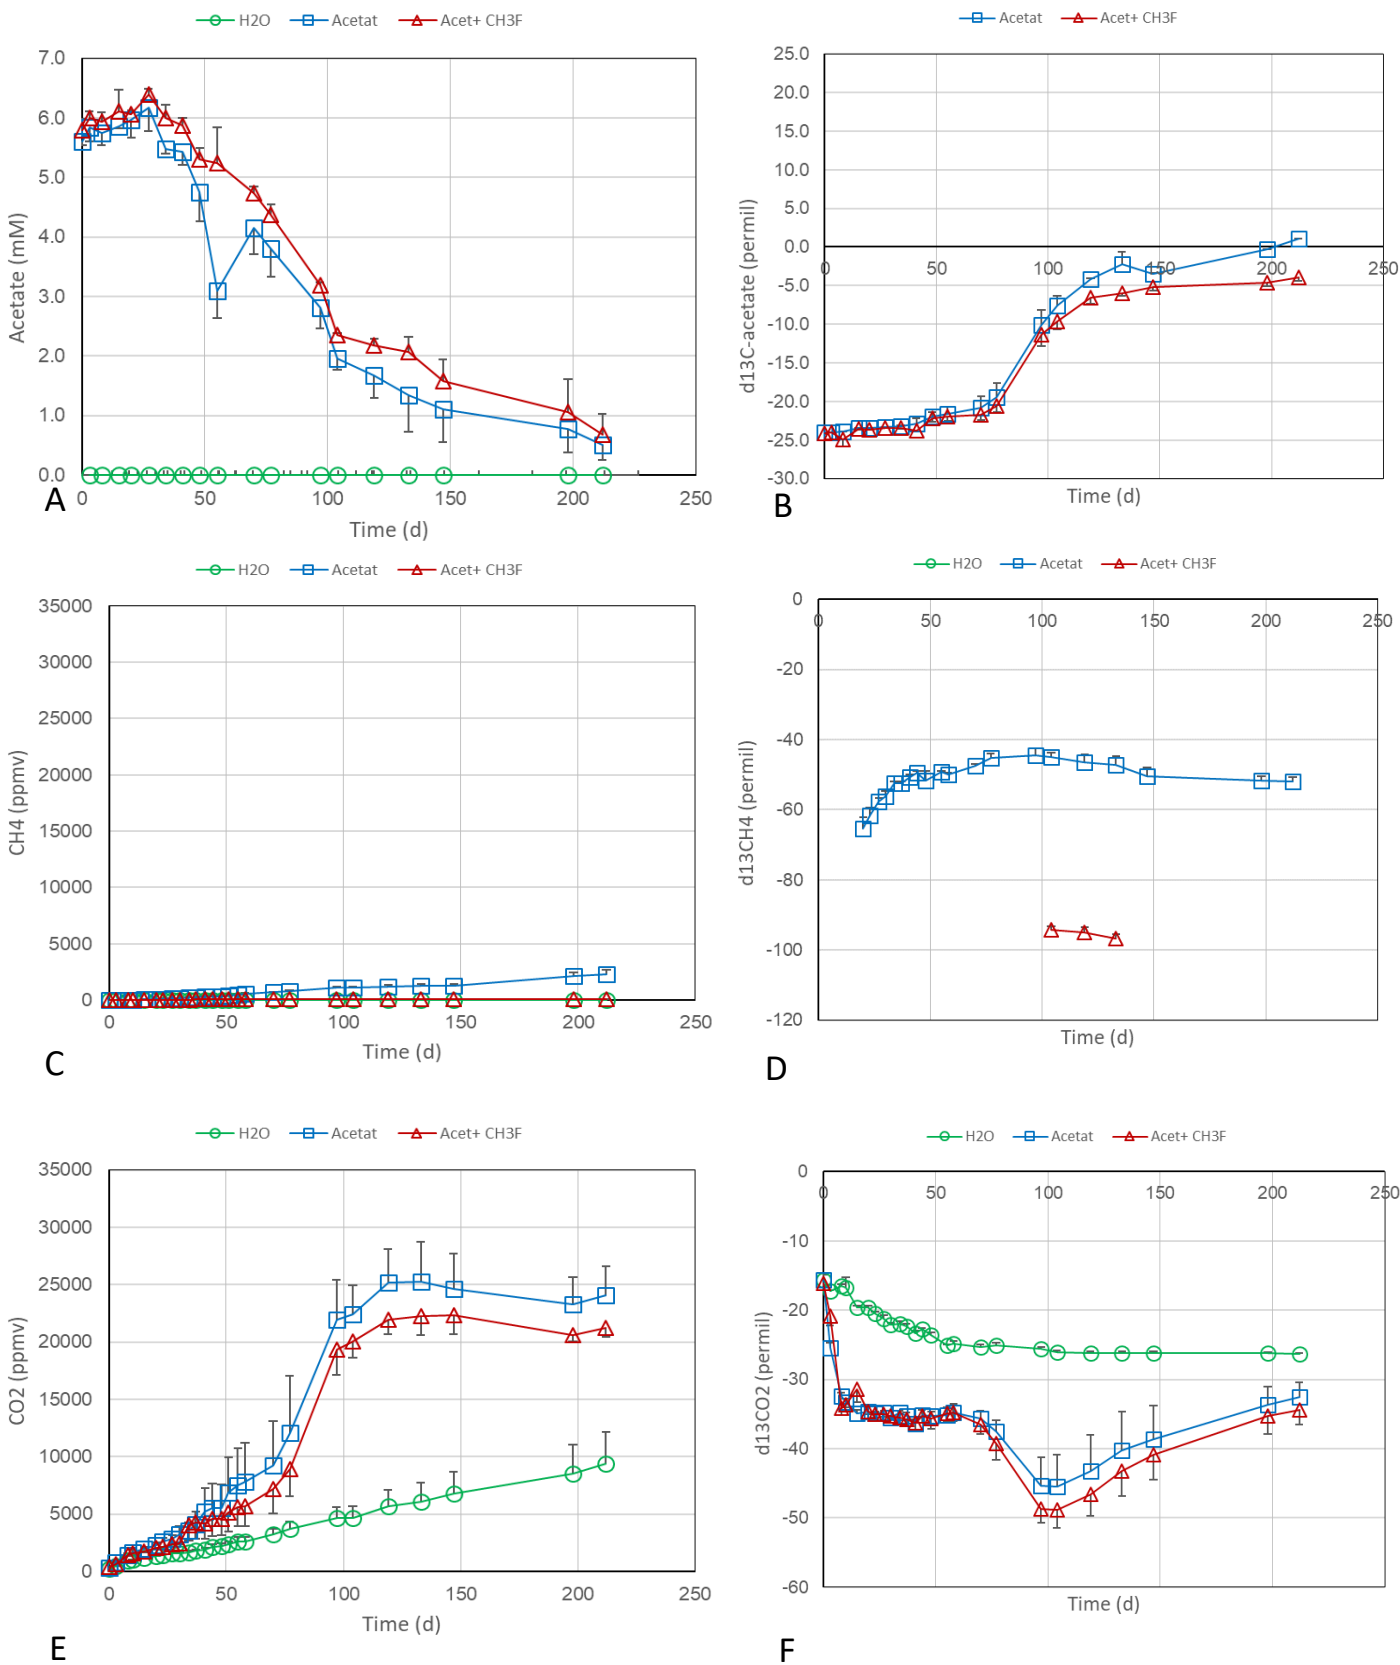 H2O Acetat Acet+ CH3F
7.0
6.0
5.0
4.0
3.0
2.0
1.0
0.0
0 50 100 150 200 250
Acetate (mM)
Time (d)
A
Acetat Acet+ CH3F
25.0
20.0
15.0
10.0
5.0
0.0
-5.0
-10.0
-15.0
-20.0
-25.0
-30.0
0 50 100 150 200 250
d13C-acetate (permil)
Time (d)
B
H2O Acetat Acet+ CH3F
35000
30000
25000
20000
15000
10000
5000
0
0 50 100 150 200 250
CH4 (ppmv)
Time (d)
C
H2O Acetat Acet+ CH3F
0
-20
-40
-60
-80
-100
-120
0 50 100 150 200 250
d13CH4 (permil)
Time (d)
D
H2O Acetat Acet+ CH3F
35000
30000
25000
20000
15000
10000
5000
0
0 50 100 150 200 250
CO2 (ppmv)
Time (d)
E
H2O Acetat Acet+ CH3F
0
-10
-20
-30
-40
-50
-60
0 50 100 150 200 250
d13CO2 (permil)
Time (d)
F